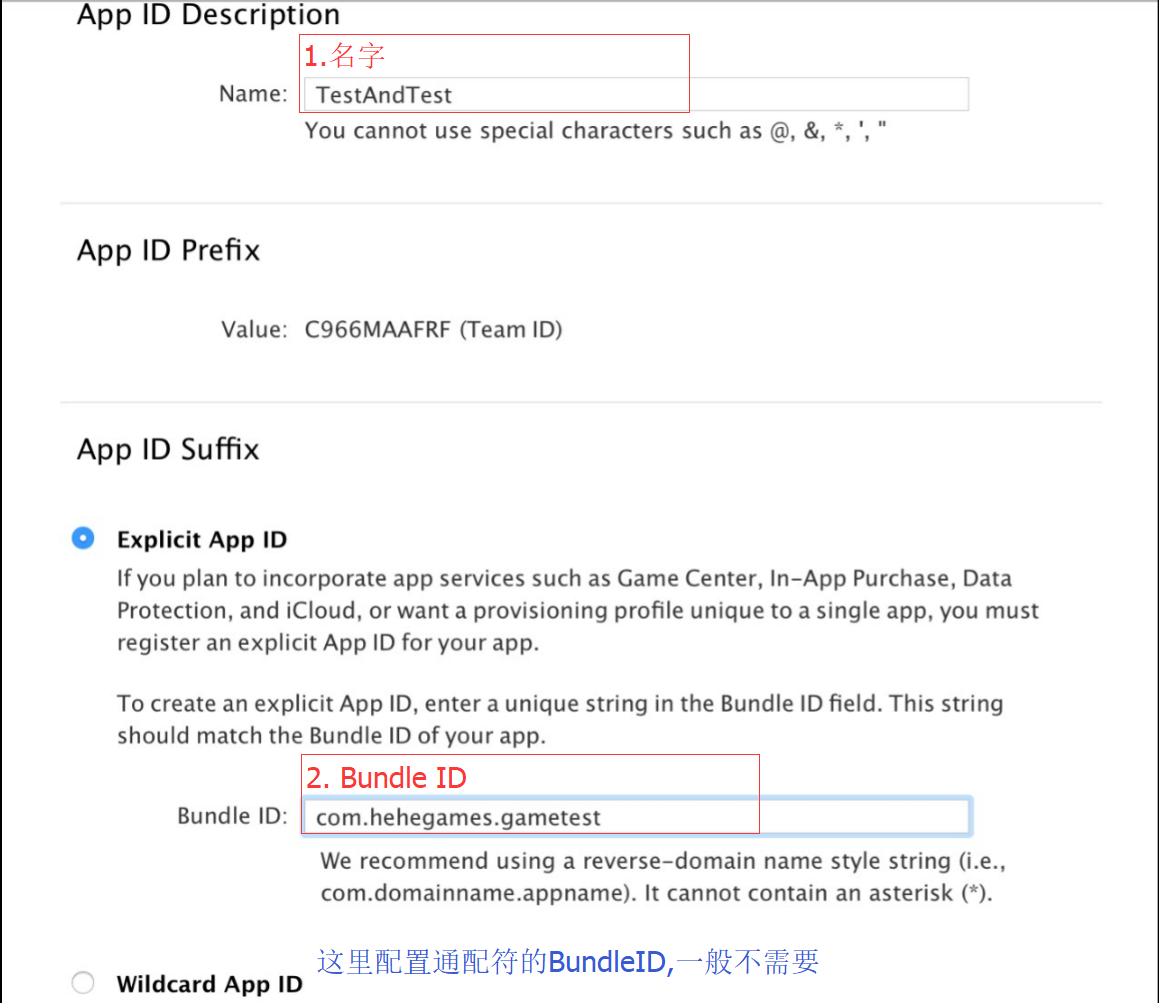 App ID Description
1.名字
Name: TestAndTest
You cannot use special characters such as @, &, *, ', "
App ID Prefix
Value: C966MAAFRF (Team ID)
App ID Suffix
Explicit App ID
If you plan to incorporate app services such as Game Center, In-App Purchase, Data
Protection, and iCloud, or want a provisioning profile unique to a single app, you must
register an explicit App ID for your app.
To create an explicit App ID, enter a unique string in the Bundle ID field. This string
should match the Bundle ID of your app.
2. Bundle ID
Bundle ID: com.hehegames.gametest
We recommend using a reverse-domain name style string (i.e.,
com.domainname.appname). It cannot contain an asterisk (*).
这里配置通配符的BundleID,一般不需要
Wildcard App ID